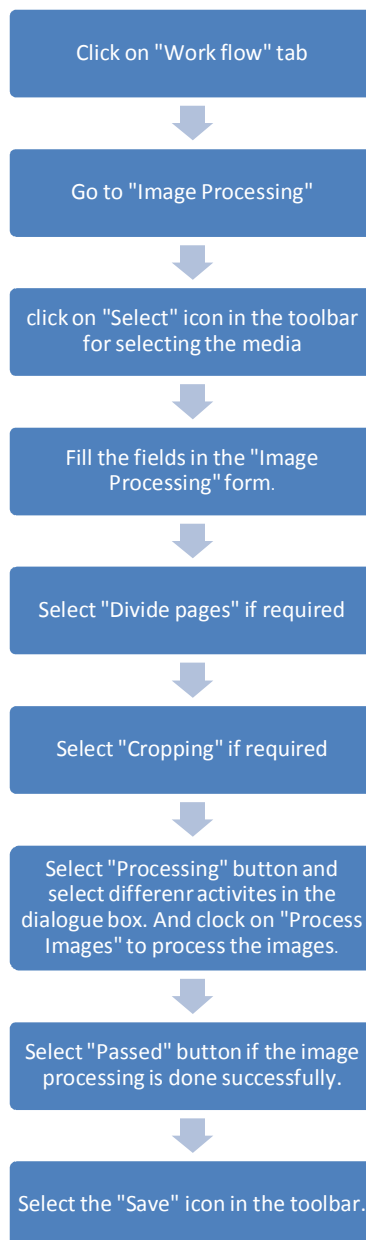 Click on "Work flow" tab
Go to "Image Processing"
click on "Select" icon in the toolbar
for selecting the media
Fill the fields in the "Image
Processing" form.
Select "Divide pages" if required
Select "Cropping" if required
Select "Processing" button and
select differenr activites in the
dialogue box. And clock on "Process
Images" to process the images.
Select "Passed" button if the image
processing is done successfully.
Select the "Save" icon in the toolbar.